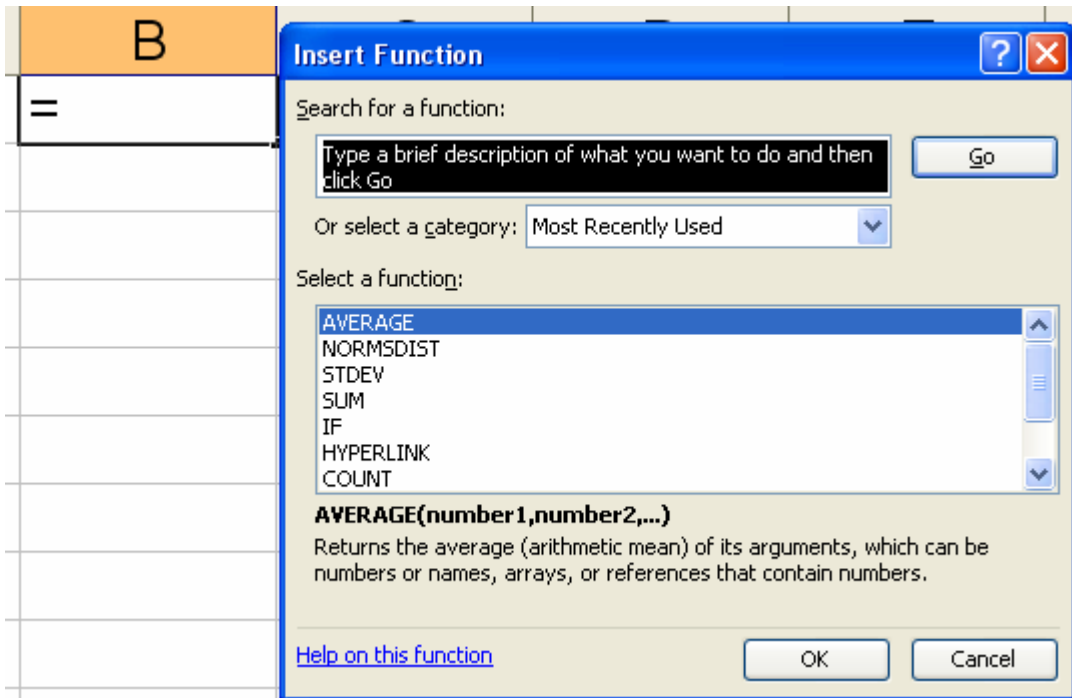 B
=
Insert Function
Search for a function:
Type a brief description of what you want to do and then
click Go
Go
Or select a category: Most Recently Used
Select a function:
AVERAGE
NORMSDIST
STDEV
SUM
IF
HYPERLINK
COUNT
AVERAGE(number1,number2,...)
Returns the average (arithmetic mean) of its arguments, which can be
numbers or names, arrays, or references that contain numbers.
Help on this function
OK
Cancel